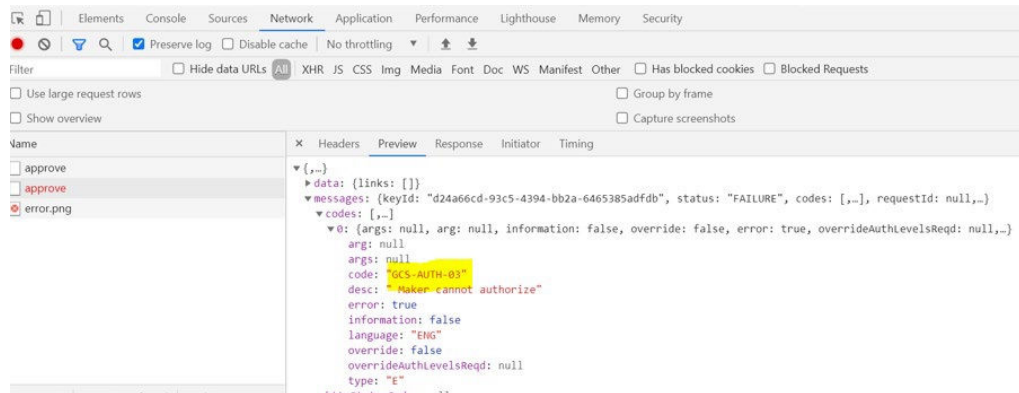 Elements Console Sources Network Application Performance Lighthouse Memory Security
Preserve log Disable cache No throttling
Filter Hide data URLs All XHR JS CSS Img Media Font Doc WS Manifest Other Has blocked cookies Blocked Requests
Use large request rows Group by frame
Show overview Capture screenshots
Name × Headers Preview Response Initiator Timing
approve
approve
error.png
{,…}
data: {links: []}
messages: {keyId: "d24a66cd-93c5-4394-bb2a-6465385adfdb", status: "FAILURE", codes: [,…], requestId: null,…}
codes: [,…]
0: {args: null, arg: null, information: false, override: false, error: true, overrideAuthLevelsReqd: null,…}
arg: null
args: null
code: "GCS-AUTH-03"
desc: " Maker cannot authorize"
error: true
information: false
language: "ENG"
override: false
overrideAuthLevelsReqd: null
type: "E"